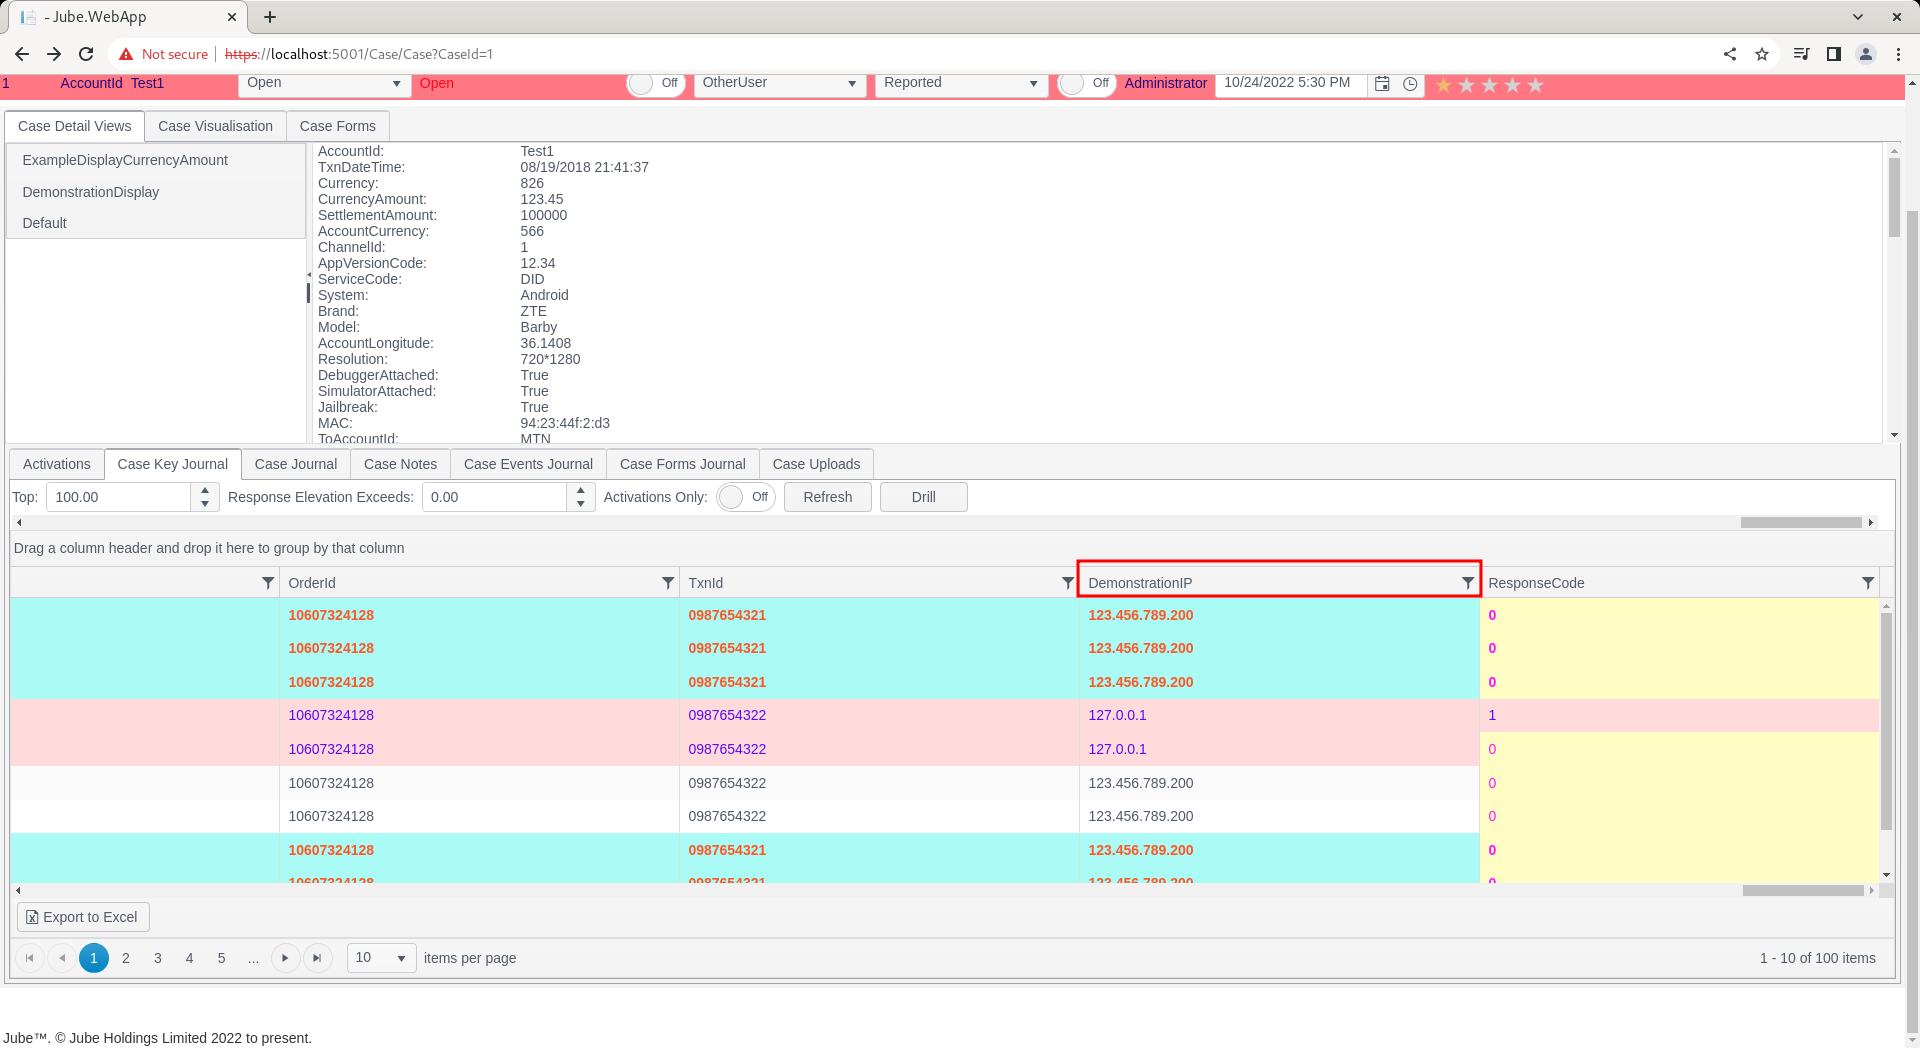 - Jube.WebApp
Not secure https://localhost:5001/Case/Case?CaseId=1
1 AccountId Test1 Open Open Off OtherUser Reported Off Administrator 10/24/2022 5:30 PM
Case Detail Views Case Visualisation Case Forms
ExampleDisplayCurrencyAmount
DemonstrationDisplay
Default
AccountId: Test1
TxnDateTime: 08/19/2018 21:41:37
Currency: 826
CurrencyAmount: 123.45
SettlementAmount: 100000
AccountCurrency: 566
ChannelId: 1
AppVersionCode: 12.34
ServiceCode: DID
System: Android
Brand: ZTE
Model: Barby
AccountLongitude: 36.1408
Resolution: 720*1280
DebuggerAttached: True
SimulatorAttached: True
Jailbreak: True
MAC: 94:23:44f:2:d3
ToAccountId: MTN
Activations Case Key Journal Case Journal Case Notes Case Events Journal Case Forms Journal Case Uploads
Top: 100.00 Response Elevation Exceeds: 0.00 Activations Only: Off Refresh Drill
Drag a column header and drop it here to group by that column
OrderId TxnId DemonstrationIP ResponseCode
10607324128 0987654321 123.456.789.200 0
10607324128 0987654321 123.456.789.200 0
10607324128 0987654321 123.456.789.200 0
10607324128 0987654322 127.0.0.1 1
10607324128 0987654322 127.0.0.1 0
10607324128 0987654322 123.456.789.200 0
10607324128 0987654322 123.456.789.200 0
10607324128 0987654321 123.456.789.200 0
10607324128 0987654321 123.456.789.200 0
Export to Excel
1 2 3 4 5 ... 10 items per page 1 - 10 of 100 items
Jube™. © Jube Holdings Limited 2022 to present.